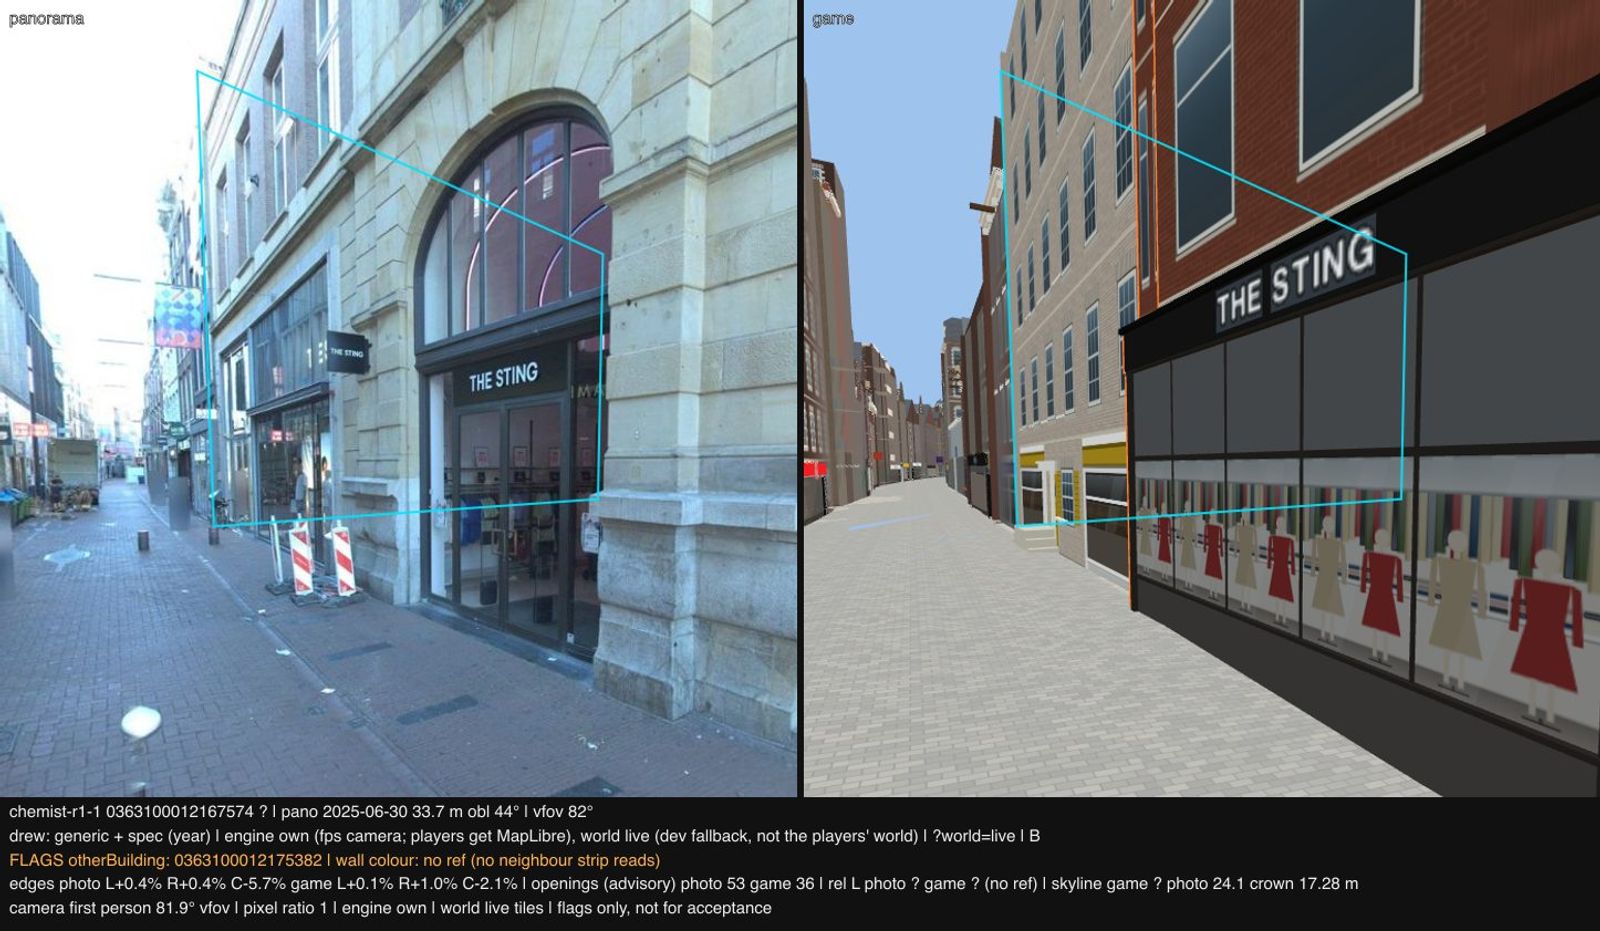 panorama
game
THE STING
THE STING
IMA
THE STING
chemist-r1-1 0363100012167574 ? | pano 2025-06-30 33.7 m obl 44° | vfov 82°
drew: generic + spec (year) | engine own (fps camera; players get MapLibre), world live (dev fallback, not the players' world) | ?world=live | B
FLAGS otherBuilding: 0363100012175382 | wall colour: no ref (no neighbour strip reads)
edges photo L+0.4% R+0.4% C-5.7% game L+0.1% R+1.0% C-2.1% | openings (advisory) photo 53 game 36 | rel L photo ? game ? (no ref) | skyline game ? photo 24.1 crown 17.28 m
camera first person 81.9° vfov | pixel ratio 1 | engine own | world live tiles | flags only, not for acceptance